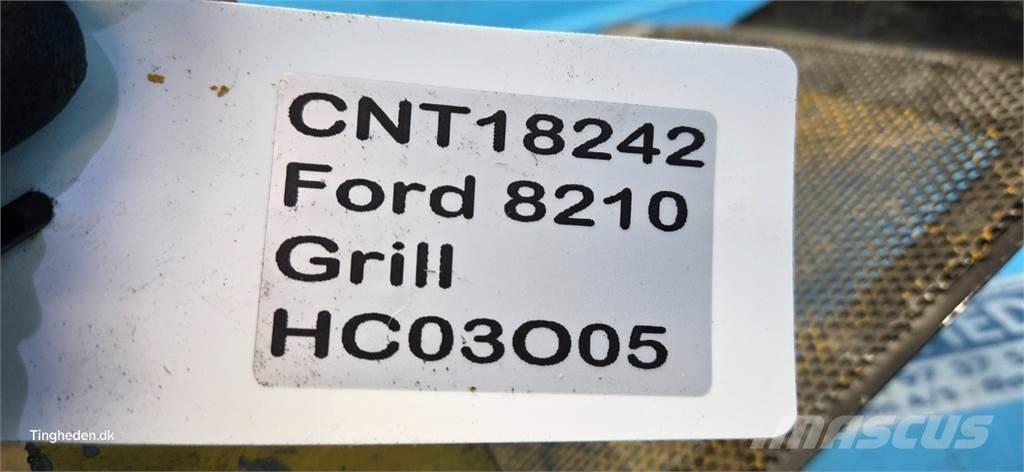 CNT18242
Ford 8210
Grill
HC03O05
Tingheden.dk
MASCUS